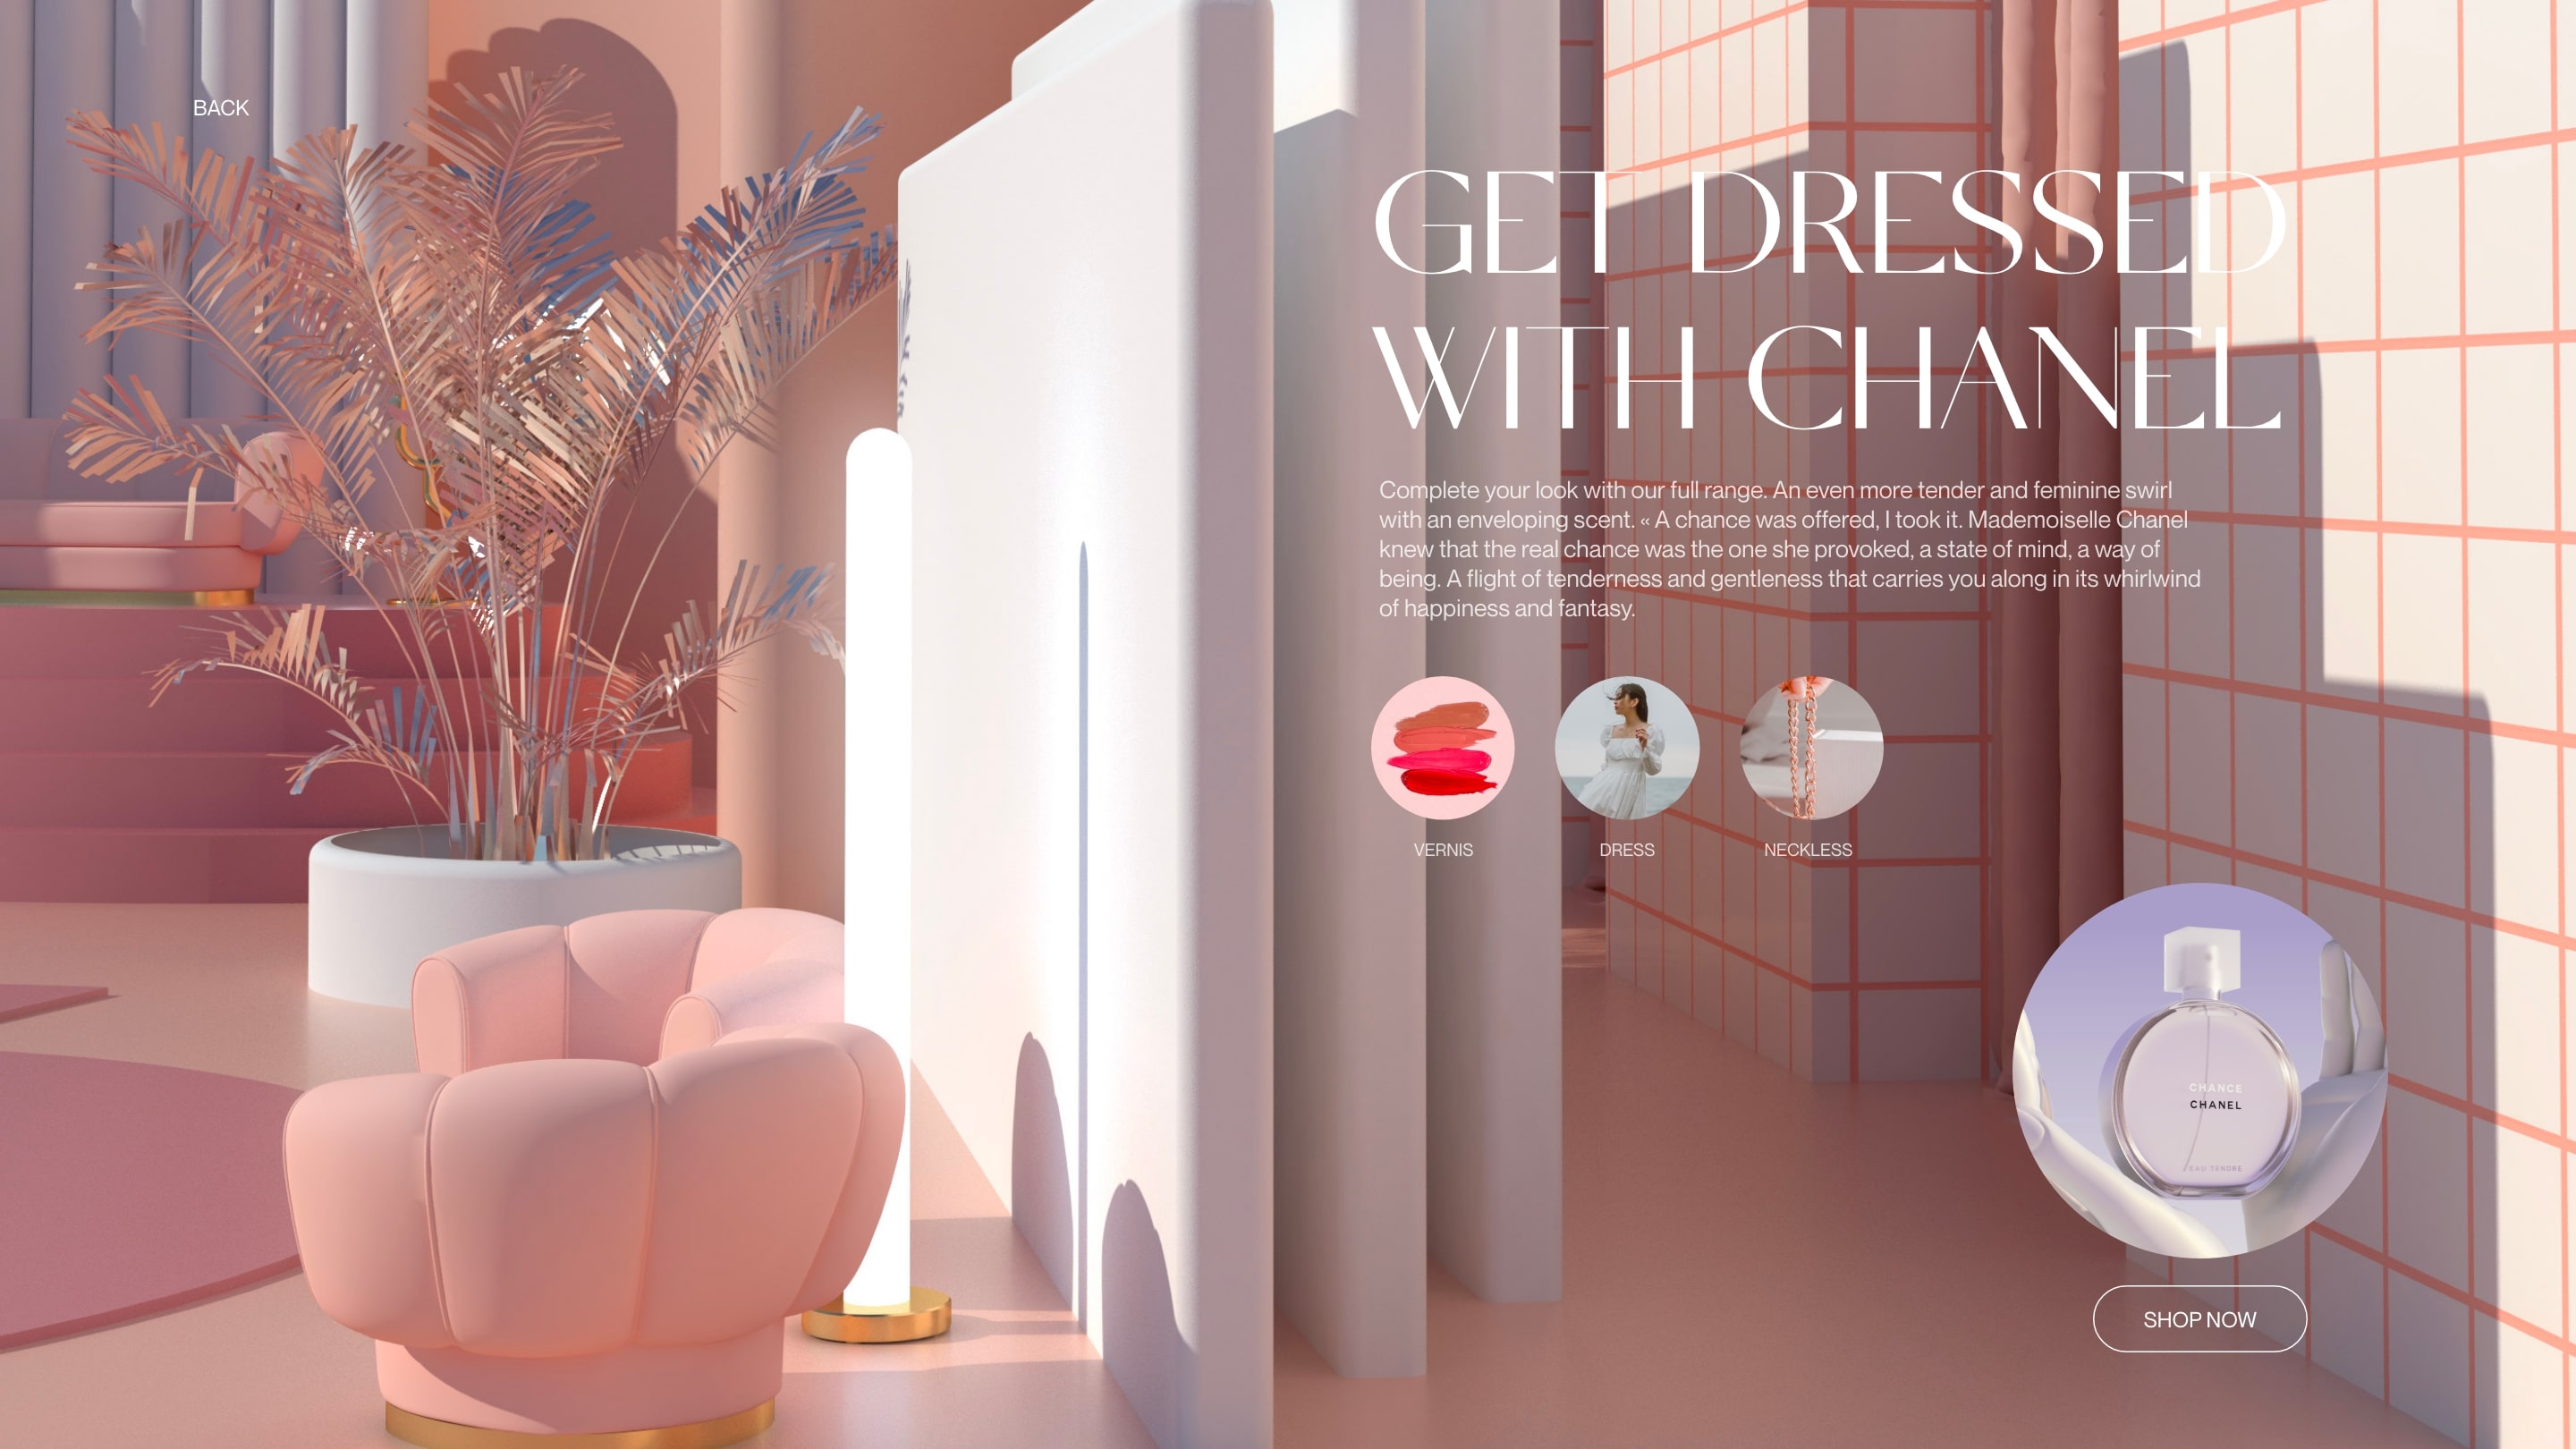 BACK
GET DRESSED
WITH CHANEL
Complete your look with our full range. An even more tender and feminine swirl
with an enveloping scent. « A chance was offered, I took it. Mademoiselle Chanel
knew that the real chance was the one she provoked, a state of mind, a way of
being. A flight of tenderness and gentleness that carries you along in its whirlwind
of happiness and fantasy.
VERNIS
DRESS
NECKLESS
CHANCE
CHANEL
EAU TENDRE
SHOP NOW